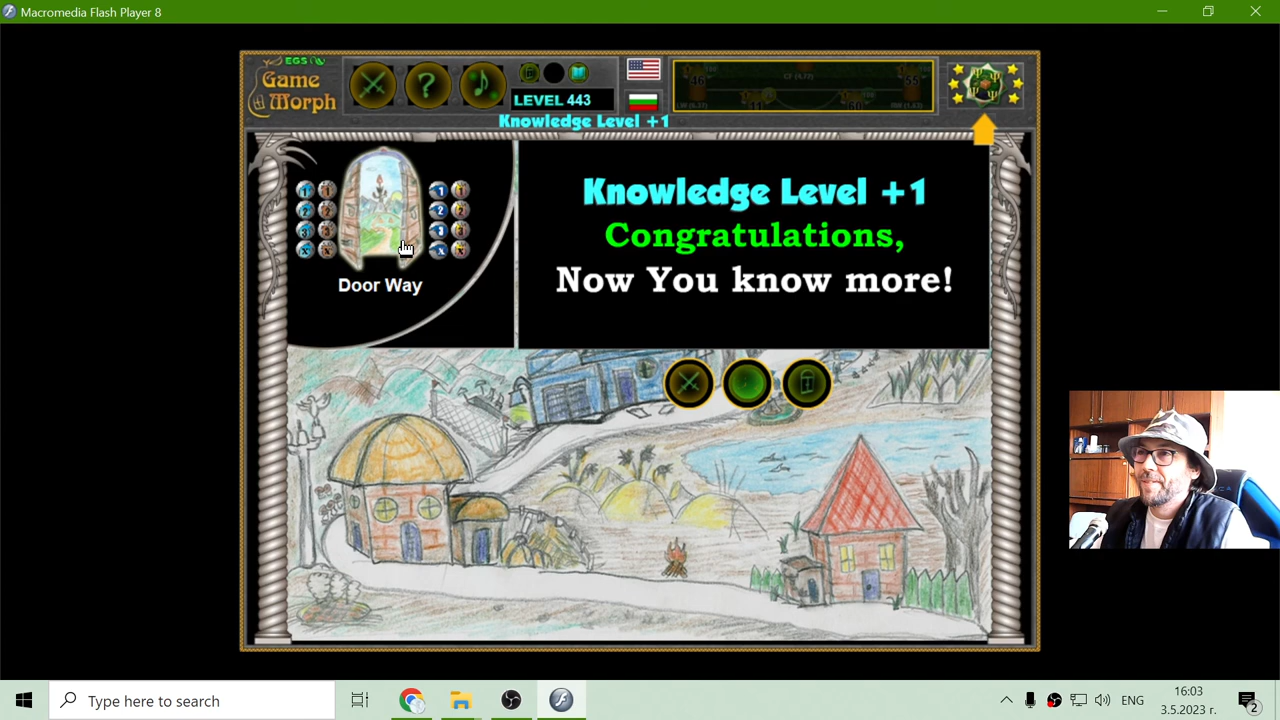 Macromedia Flash Player 8
EGS
Game
Morph
LEVEL 443
Knowledge Level +1
Knowledge Level +1
Congratulations,
Now You know more!
Door Way
Type here to search
ENG
16:03
3.5.2023 г.
2